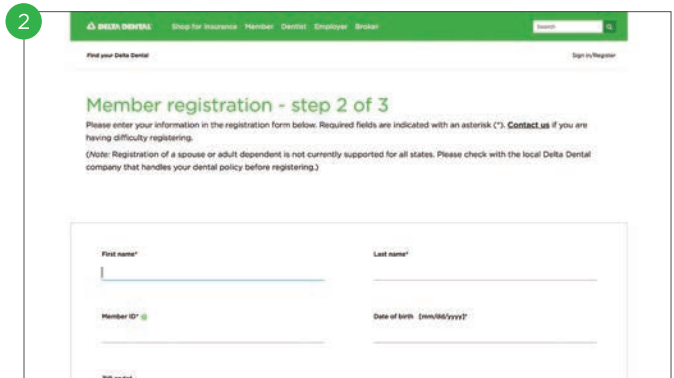 2
DELTA DENTAL Shop for Insurance Member Dentist Employer Broker Search
Find your Delta Dental Sign in/Register
Member registration - step 2 of 3
Please enter your information in the registration form below. Required fields are indicated with an asterisk (*). Contact us if you are
having difficulty registering.
(Note: Registration of a spouse or adult dependent is not currently supported for all states. Please check with the local Delta Dental
company that handles your dental policy before registering.)
First name* Last name*
Member ID* Date of birth [mm/dd/yyyy]*